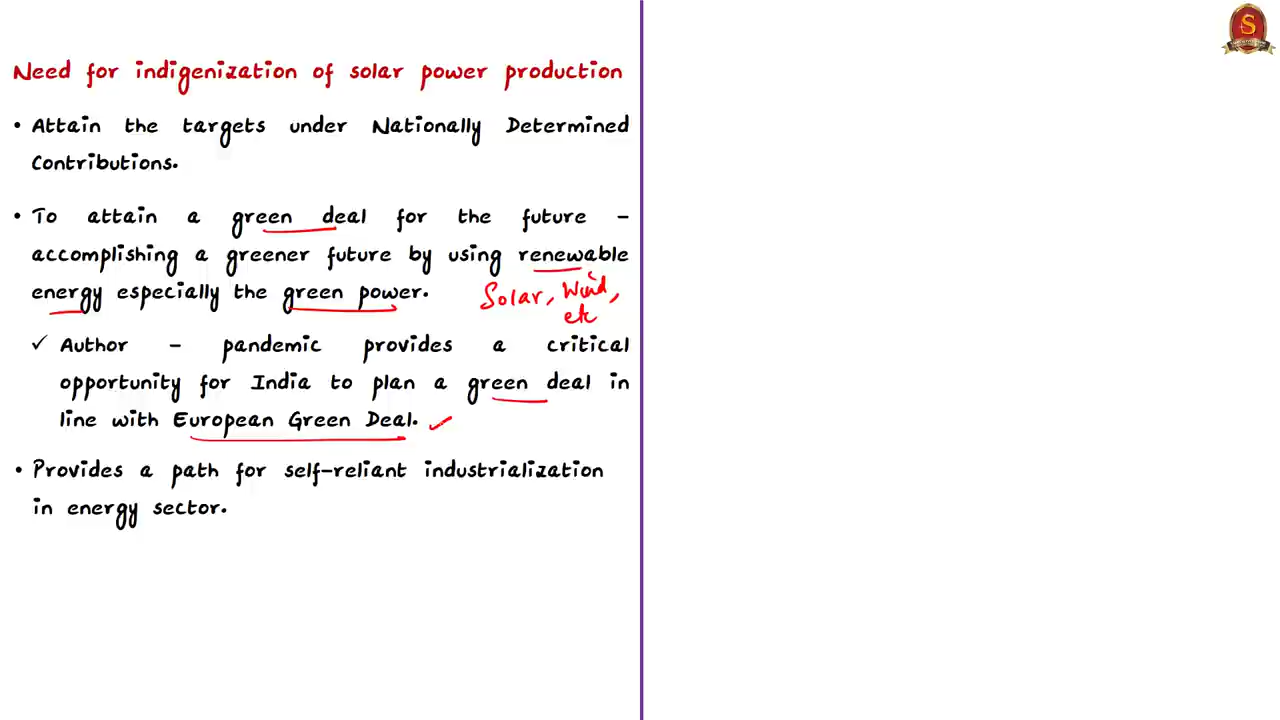 Need for indigenization of solar power production
• Attain the targets under Nationally Determined
Contributions.
• To attain a green deal for the future –
accomplishing a greener future by using renewable
energy especially the green power.
Solar, Wind,
etc
✓ Author – pandemic provides a critical
opportunity for India to plan a green deal in
line with European Green Deal.
• Provides a path for self-reliant industrialization
in energy sector.
S